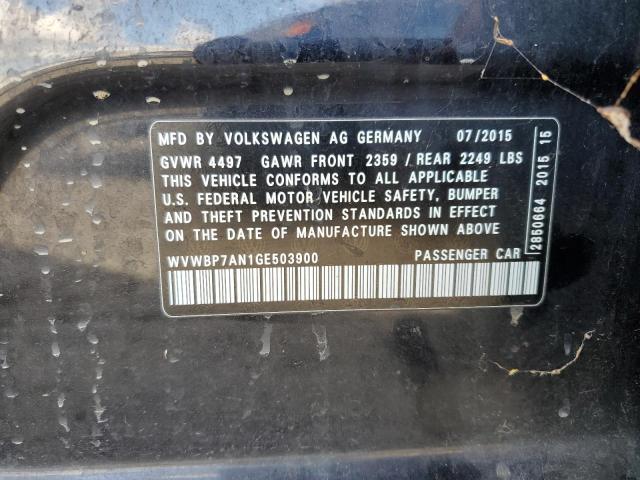 MFD BY VOLKSWAGEN AG GERMANY 07/2015
GVWR 4497 GAWR FRONT 2359 / REAR 2249 LBS
THIS VEHICLE CONFORMS TO ALL APPLICABLE
U.S. FEDERAL MOTOR VEHICLE SAFETY, BUMPER
AND THEFT PREVENTION STANDARDS IN EFFECT
ON THE DATE OF MANUFACTURE SHOWN ABOVE
WVWBP7AN1GE503900 PASSENGER CAR
2850664 2015 15